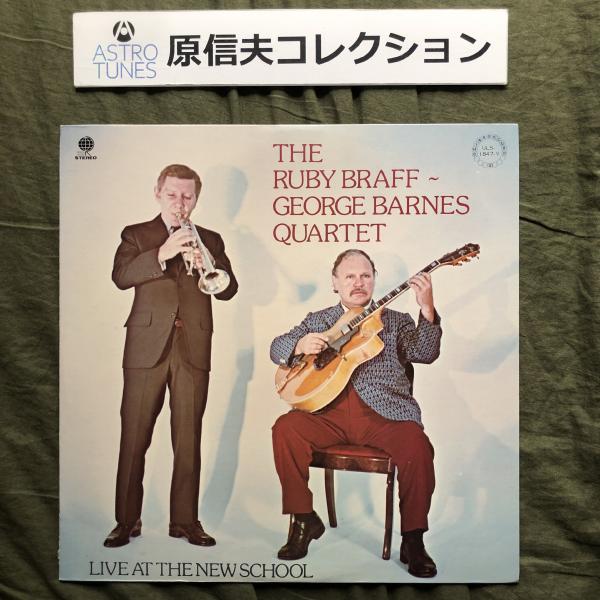 ASTRO
TUNES
原信夫コレクション
STEREO
THE
RUBY BRAFF ~
GEORGE BARNES
QUARTET
ULS-
1847-V
LIVE AT THE NEW SCHOOL